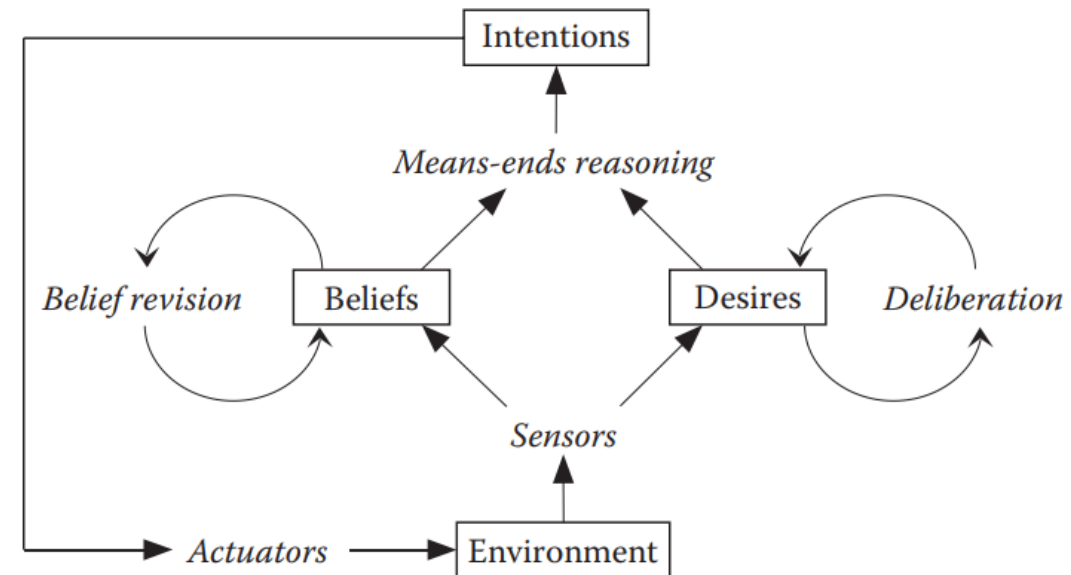 Intentions
Means-ends reasoning
Belief revision
Beliefs
Desires
Deliberation
Sensors
Actuators
Environment